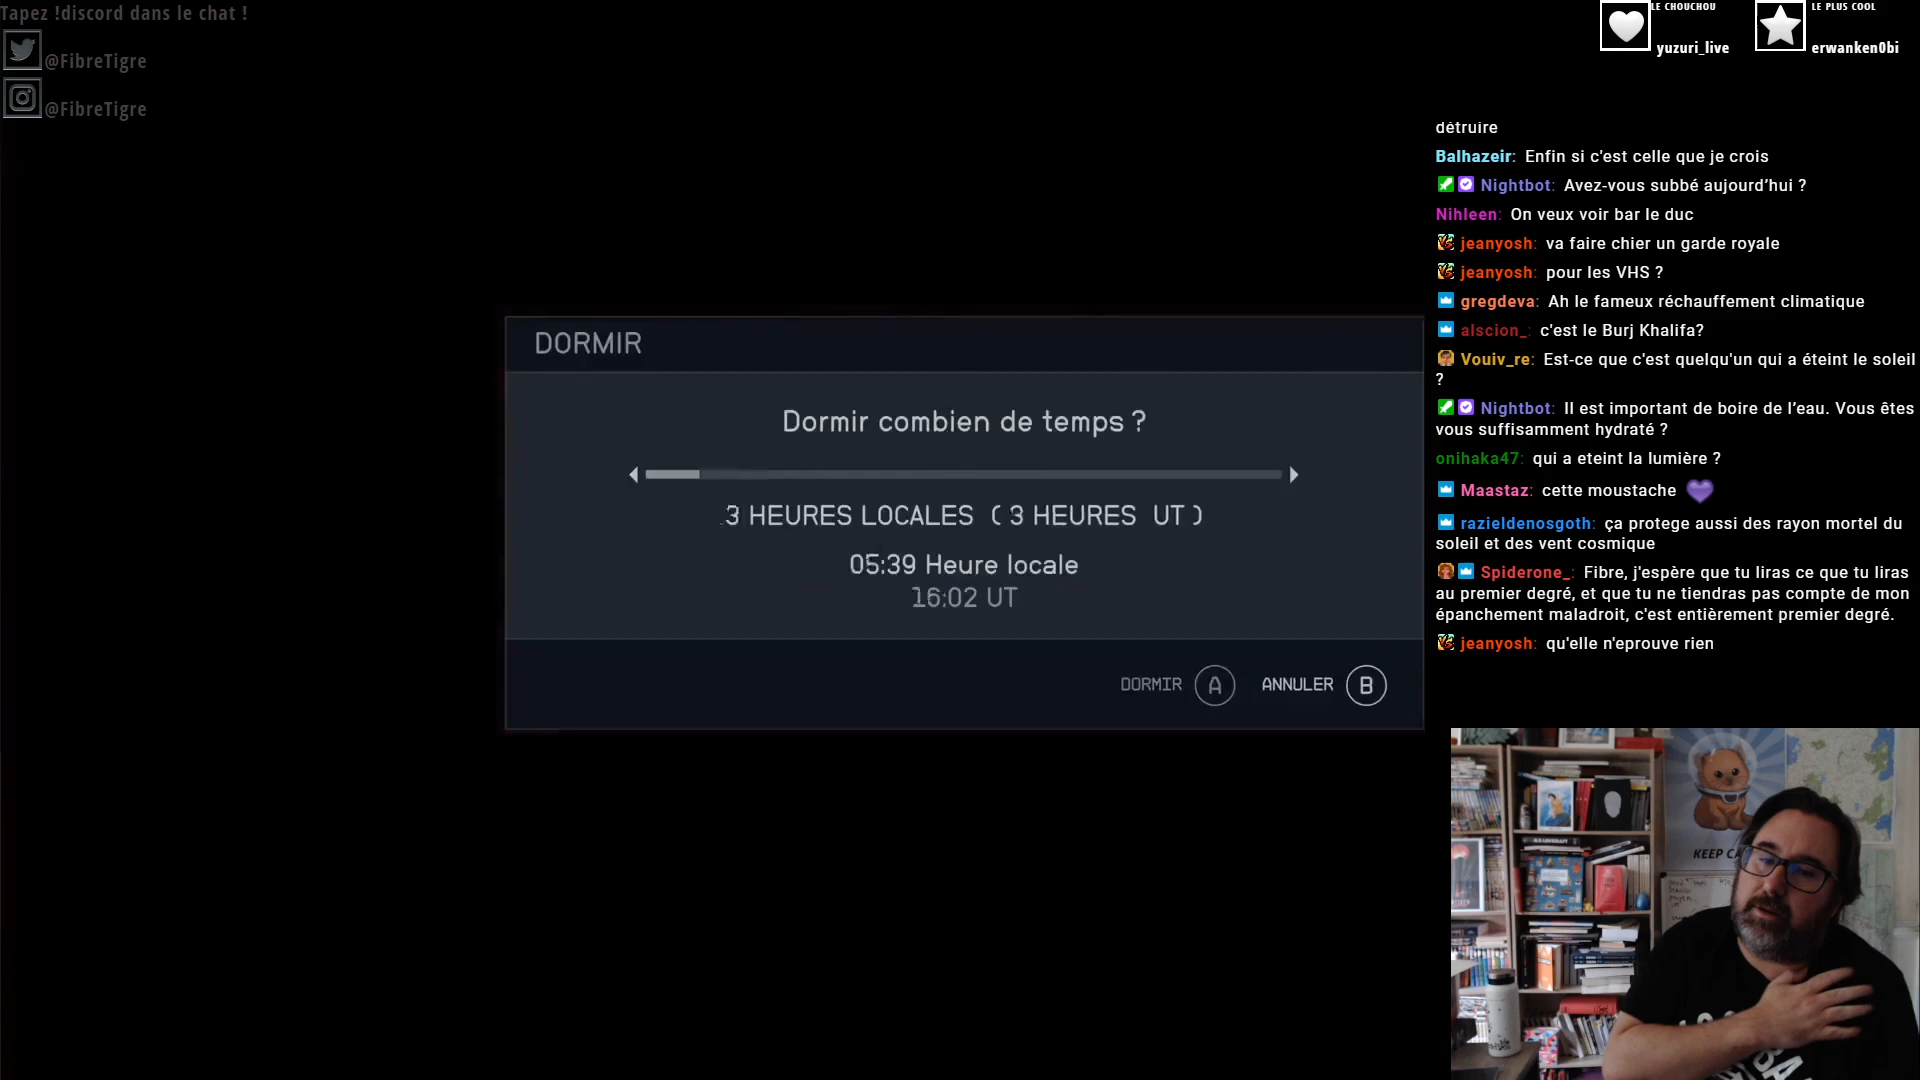 Tapez !discord dans le chat !
@FibreTigre
@FibreTigre
LE CHOUCHOU
yuzuri_live
LE PLUS COOL
erwanken0bi
détruire
Balhazeir: Enfin si c'est celle que je crois
Nightbot: Avez-vous subbé aujourd’hui ?
Nihleen: On veux voir bar le duc
jeanyosh: va faire chier un garde royale
jeanyosh: pour les VHS ?
gregdeva: Ah le fameux réchauffement climatique
alscion_: c'est le Burj Khalifa?
Vouiv_re: Est-ce que c'est quelqu'un qui a éteint le soleil
?
Nightbot: Il est important de boire de l’eau. Vous êtes
vous suffisamment hydraté ?
onihaka47: qui a eteint la lumière ?
Maastaz: cette moustache
razieldenosgoth: ça protege aussi des rayon mortel du
soleil et des vent cosmique
Spiderone_: Fibre, j'espère que tu liras ce que tu liras
au premier degré, et que tu ne tiendras pas compte de mon
épanchement maladroit, c'est entièrement premier degré.
jeanyosh: qu'elle n'eprouve rien
DORMIR
Dormir combien de temps ?
3 HEURES LOCALES ( 3 HEURES UT )
05:39 Heure locale
16:02 UT
DORMIR A ANNULER B
KEEP CA